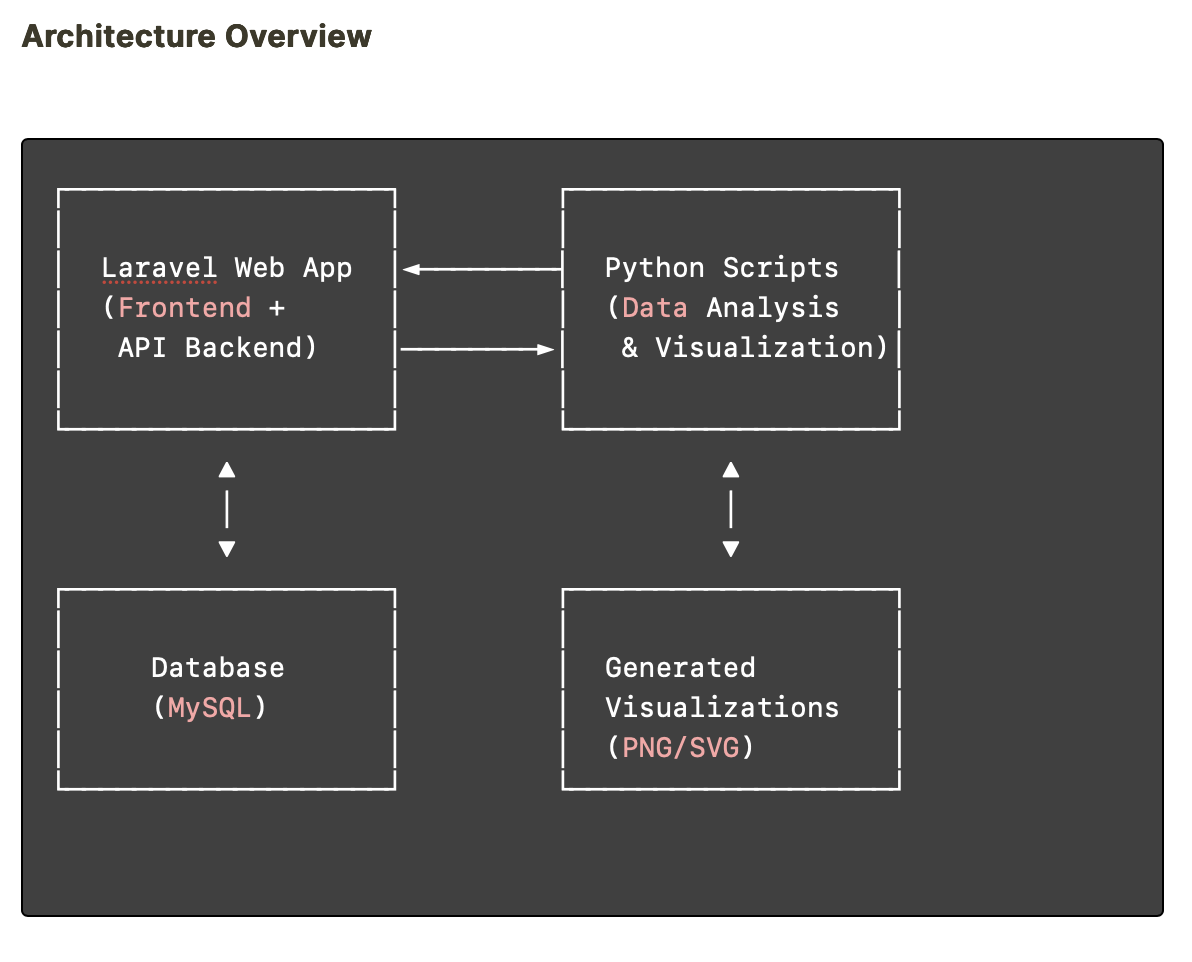 Architecture Overview
Laravel Web App
(Frontend +
API Backend)
Python Scripts
(Data Analysis
& Visualization)
Database
(MySQL)
Generated
Visualizations
(PNG/SVG)